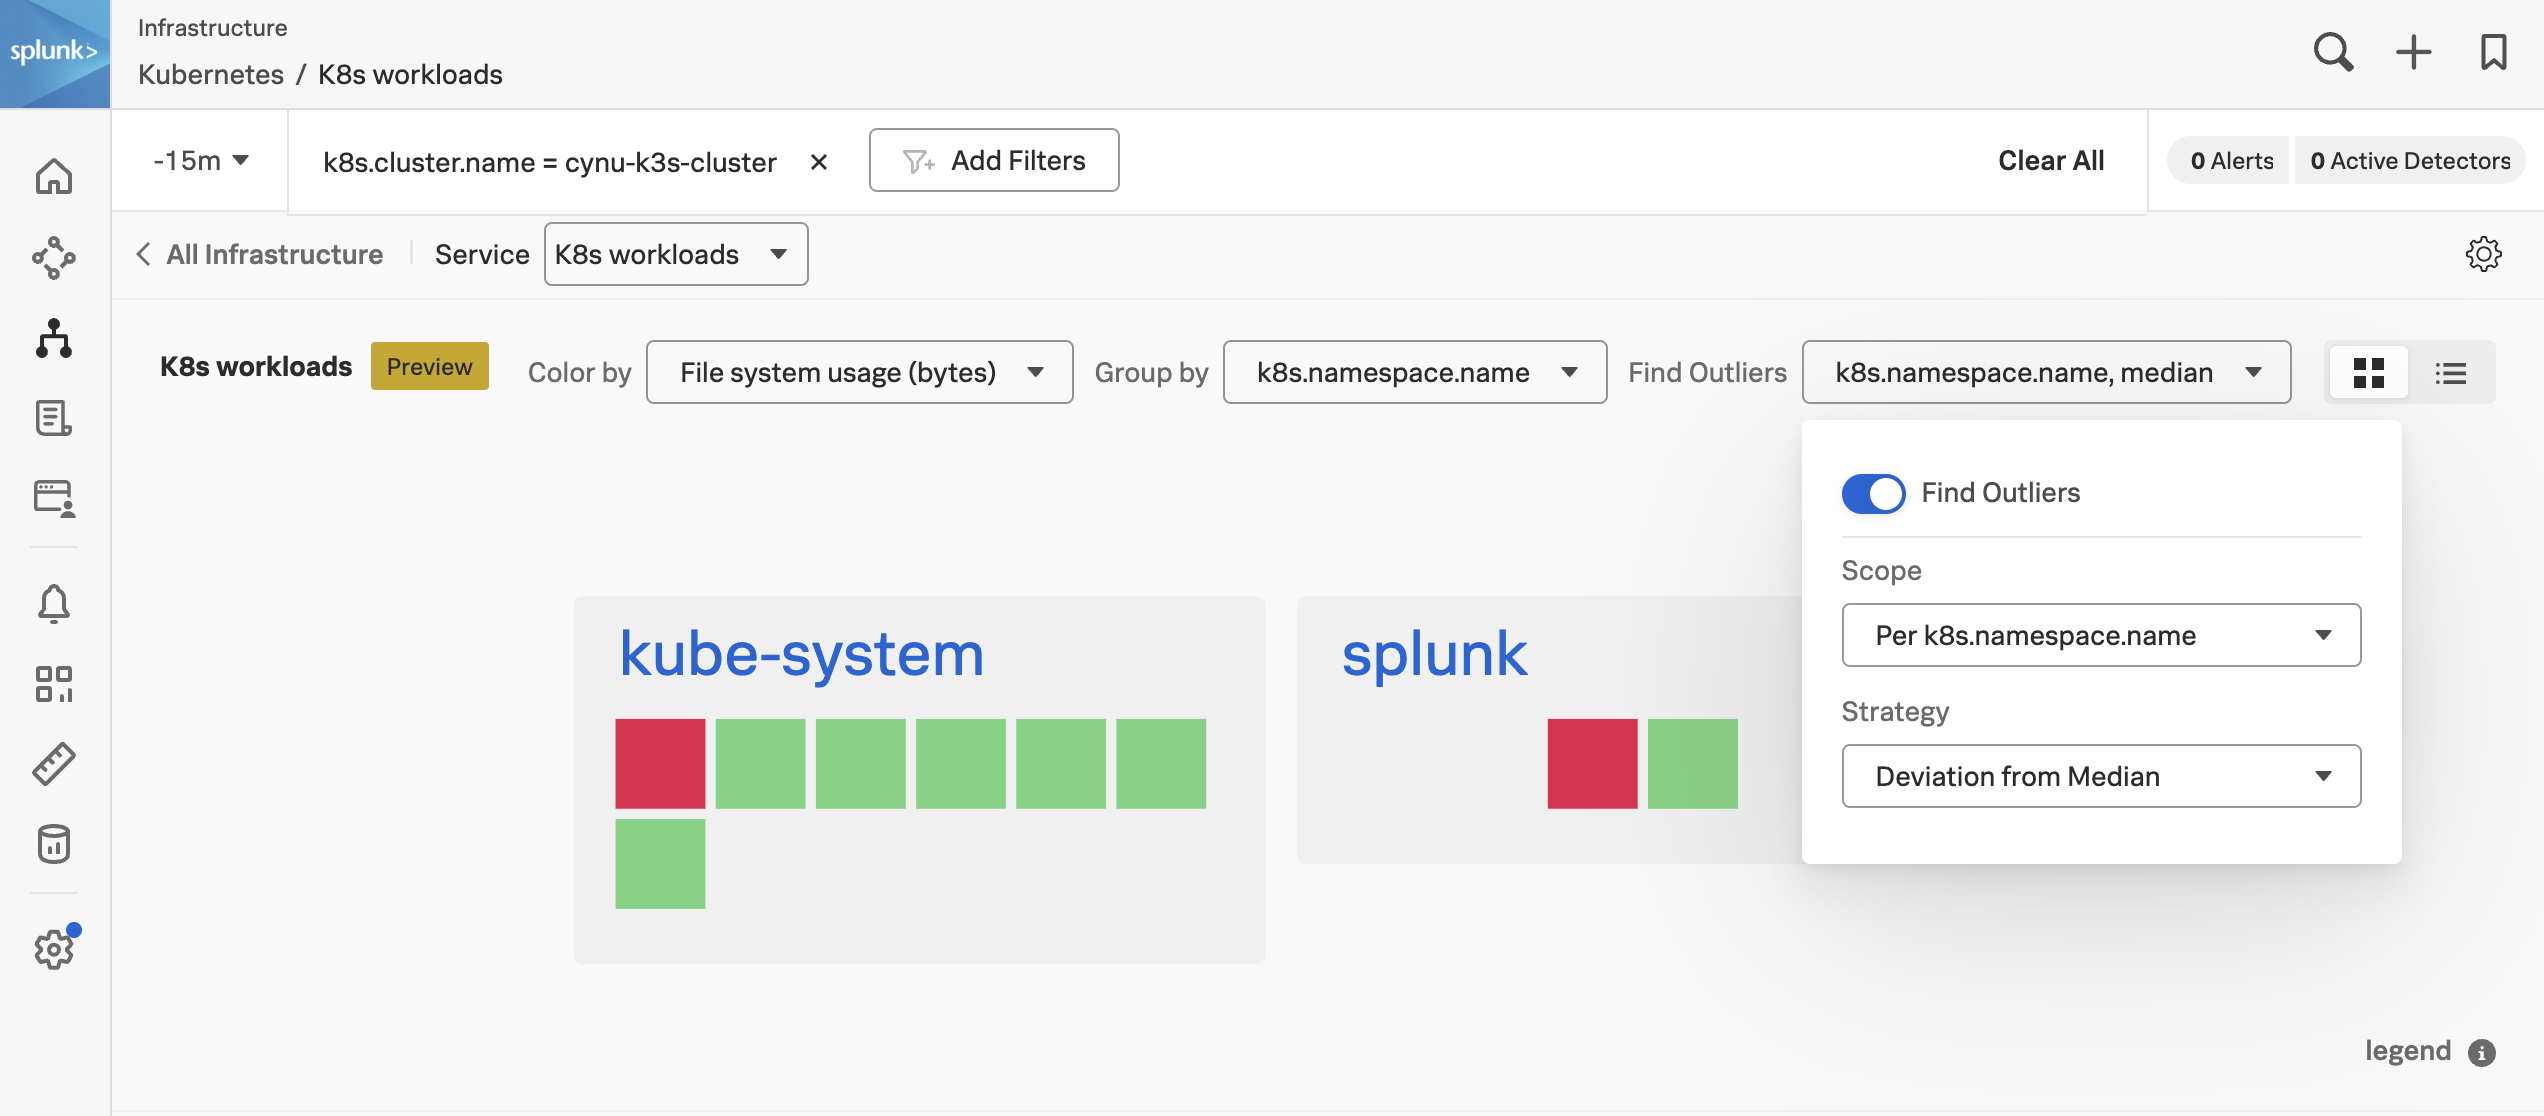 splunk>
Infrastructure
Kubernetes / K8s workloads
-15m
k8s.cluster.name = cynu-k3s-cluster ×
Add Filters
Clear All
0 Alerts
0 Active Detectors
All Infrastructure
Service
K8s workloads
K8s workloads
Preview
Color by
File system usage (bytes)
Group by
k8s.namespace.name
Find Outliers
k8s.namespace.name, median
Find Outliers
Scope
Per k8s.namespace.name
Strategy
Deviation from Median
kube-system
splunk
legend